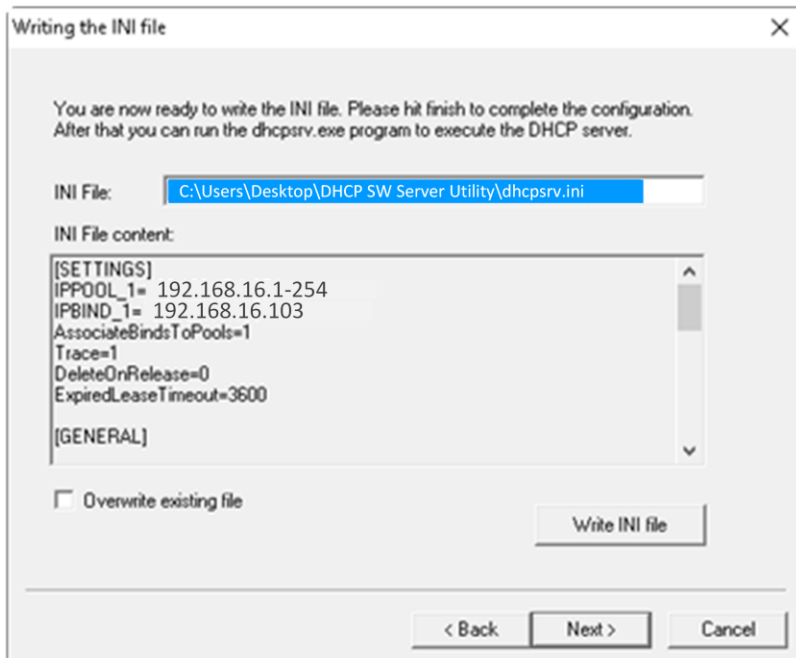 Writing the INI file
You are now ready to write the INI file. Please hit finish to complete the configuration.
After that you can run the dhcpsrv.exe program to execute the DHCP server.
INI File: C:\Users\Desktop\DHCP SW Server Utility\dhcpsrv.ini
INI File content:
[SETTINGS]
IPPOOL_1= 192.168.16.1-254
IPBIND_1= 192.168.16.103
AssociateBindsToPools=1
Trace=1
DeleteOnRelease=0
ExpiredLeaseTimeout=3600
[GENERAL]
Overwrite existing file
Write INI file
< Back Next > Cancel